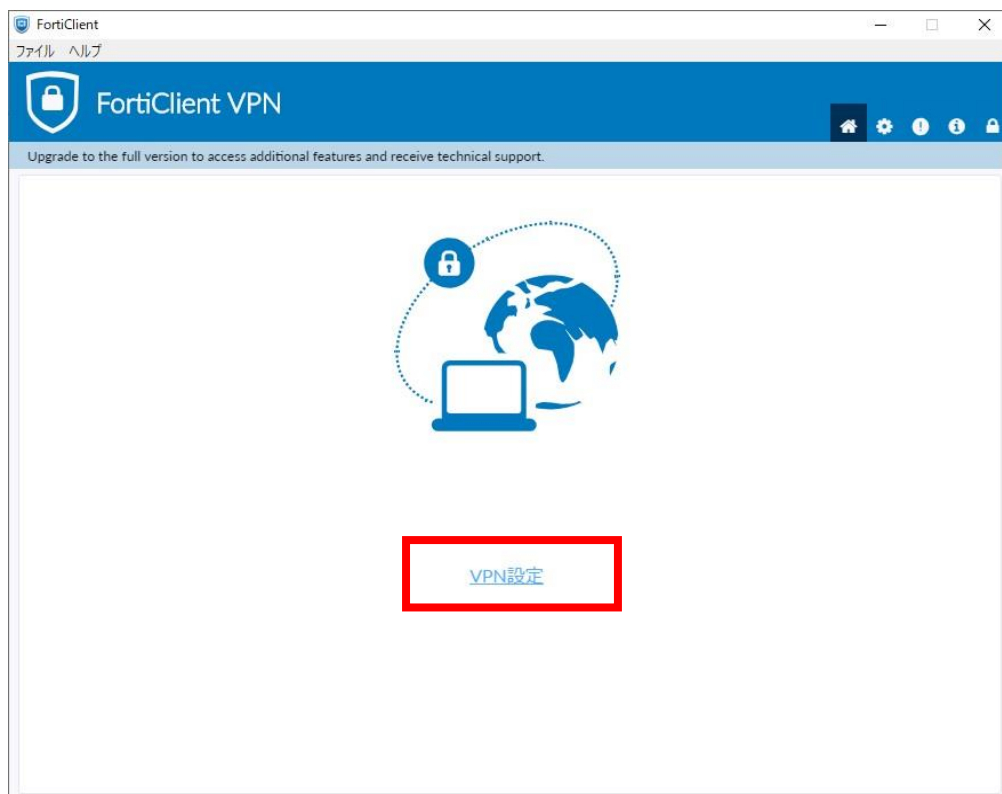 FortiClient
ファイル ヘルプ
FortiClient VPN
Upgrade to the full version to access additional features and receive technical support.
VPN設定